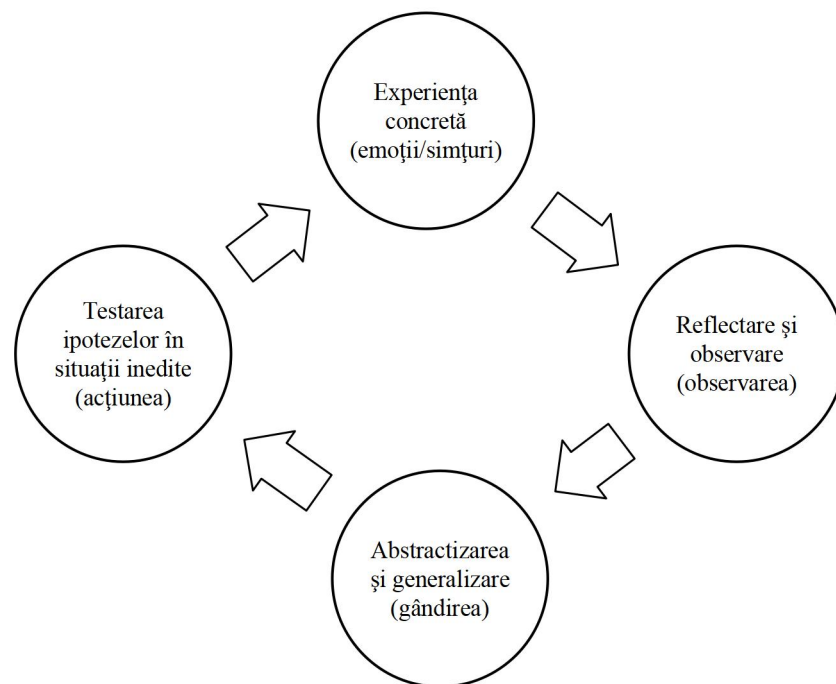 Experienţa
concretă
(emoţii/simţuri)
Reflectare şi
observare
(observarea)
Abstractizarea
şi generalizare
(gândirea)
Testarea
ipotezelor în
situaţii inedite
(acţiunea)